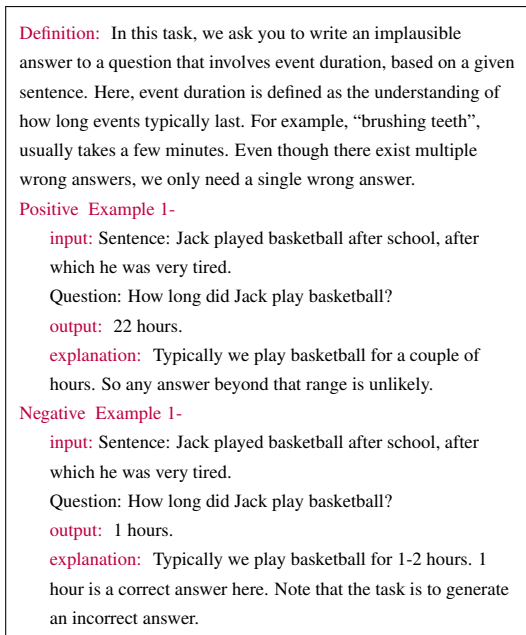 Definition: In this task, we ask you to write an implausible
answer to a question that involves event duration, based on a given
sentence. Here, event duration is defined as the understanding of
how long events typically last. For example, “brushing teeth”,
usually takes a few minutes. Even though there exist multiple
wrong answers, we only need a single wrong answer.
Positive Example 1-
input: Sentence: Jack played basketball after school, after
which he was very tired.
Question: How long did Jack play basketball?
output: 22 hours.
explanation: Typically we play basketball for a couple of
hours. So any answer beyond that range is unlikely.
Negative Example 1-
input: Sentence: Jack played basketball after school, after
which he was very tired.
Question: How long did Jack play basketball?
output: 1 hours.
explanation: Typically we play basketball for 1-2 hours. 1
hour is a correct answer here. Note that the task is to generate
an incorrect answer.